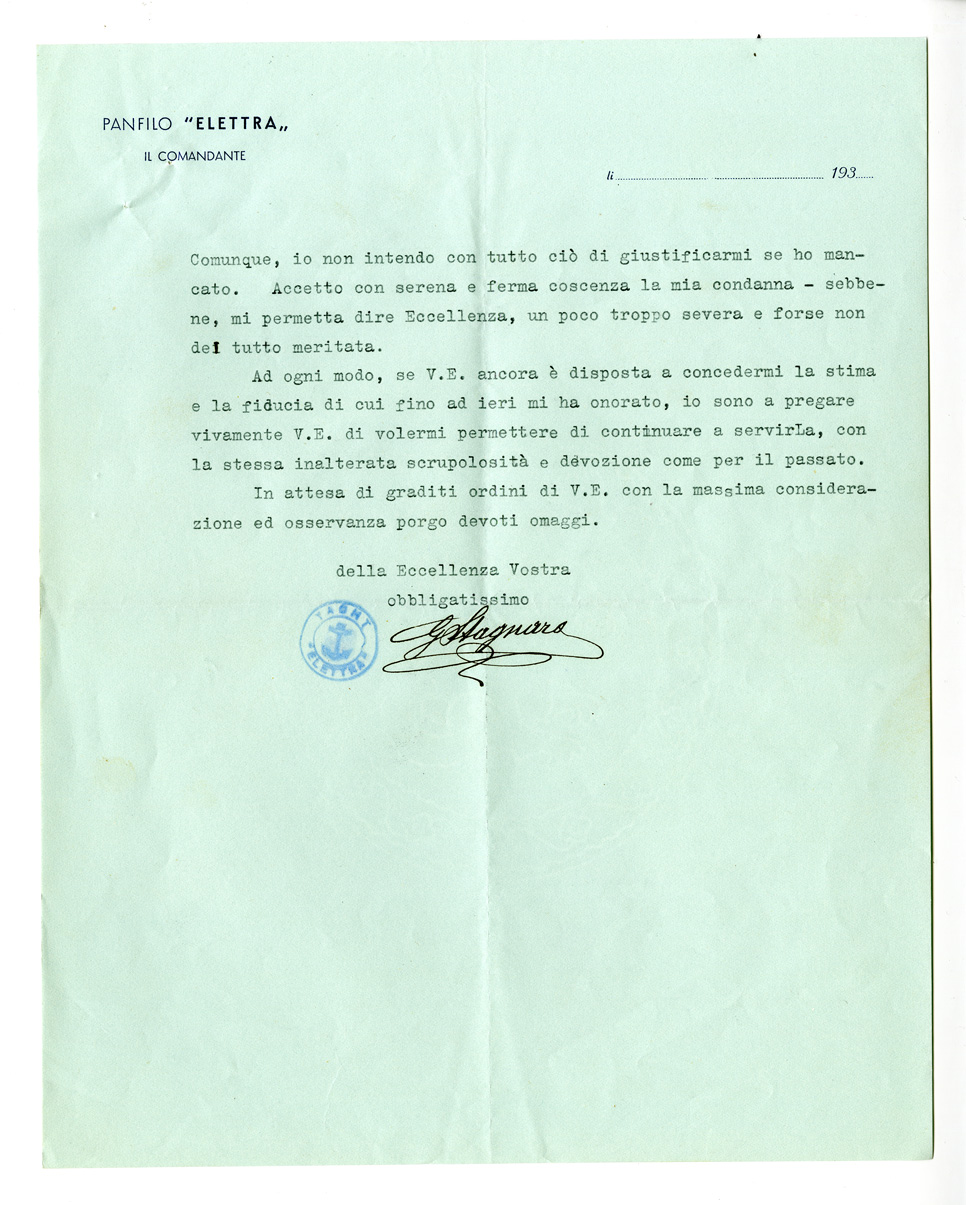 PANFILO "ELETTRA„
IL COMANDANTE
li 193
Comunque, io non intendo con tutto ciò di giustificarmi se ho man-
cato. Accetto con serena e ferma coscenza la mia condanna - sebbe-
ne, mi permetta dire Eccellenza, un poco troppo severa e forse non
del tutto meritata.
Ad ogni modo, se V.E. ancora è disposta a concedermi la stima
e la fiducia di cui fino ad ieri mi ha onorato, io sono a pregare
vivamente V.E. di volermi permettere di continuare a servirLa, con
la stessa inalterata scrupolosità e devozione come per il passato.
In attesa di graditi ordini di V.E. con la massima considera-
zione ed osservanza porgo devoti omaggi.
della Eccellenza Vostra
obbligatissimo
YACHT
"ELETTRA"
G Stagnaro